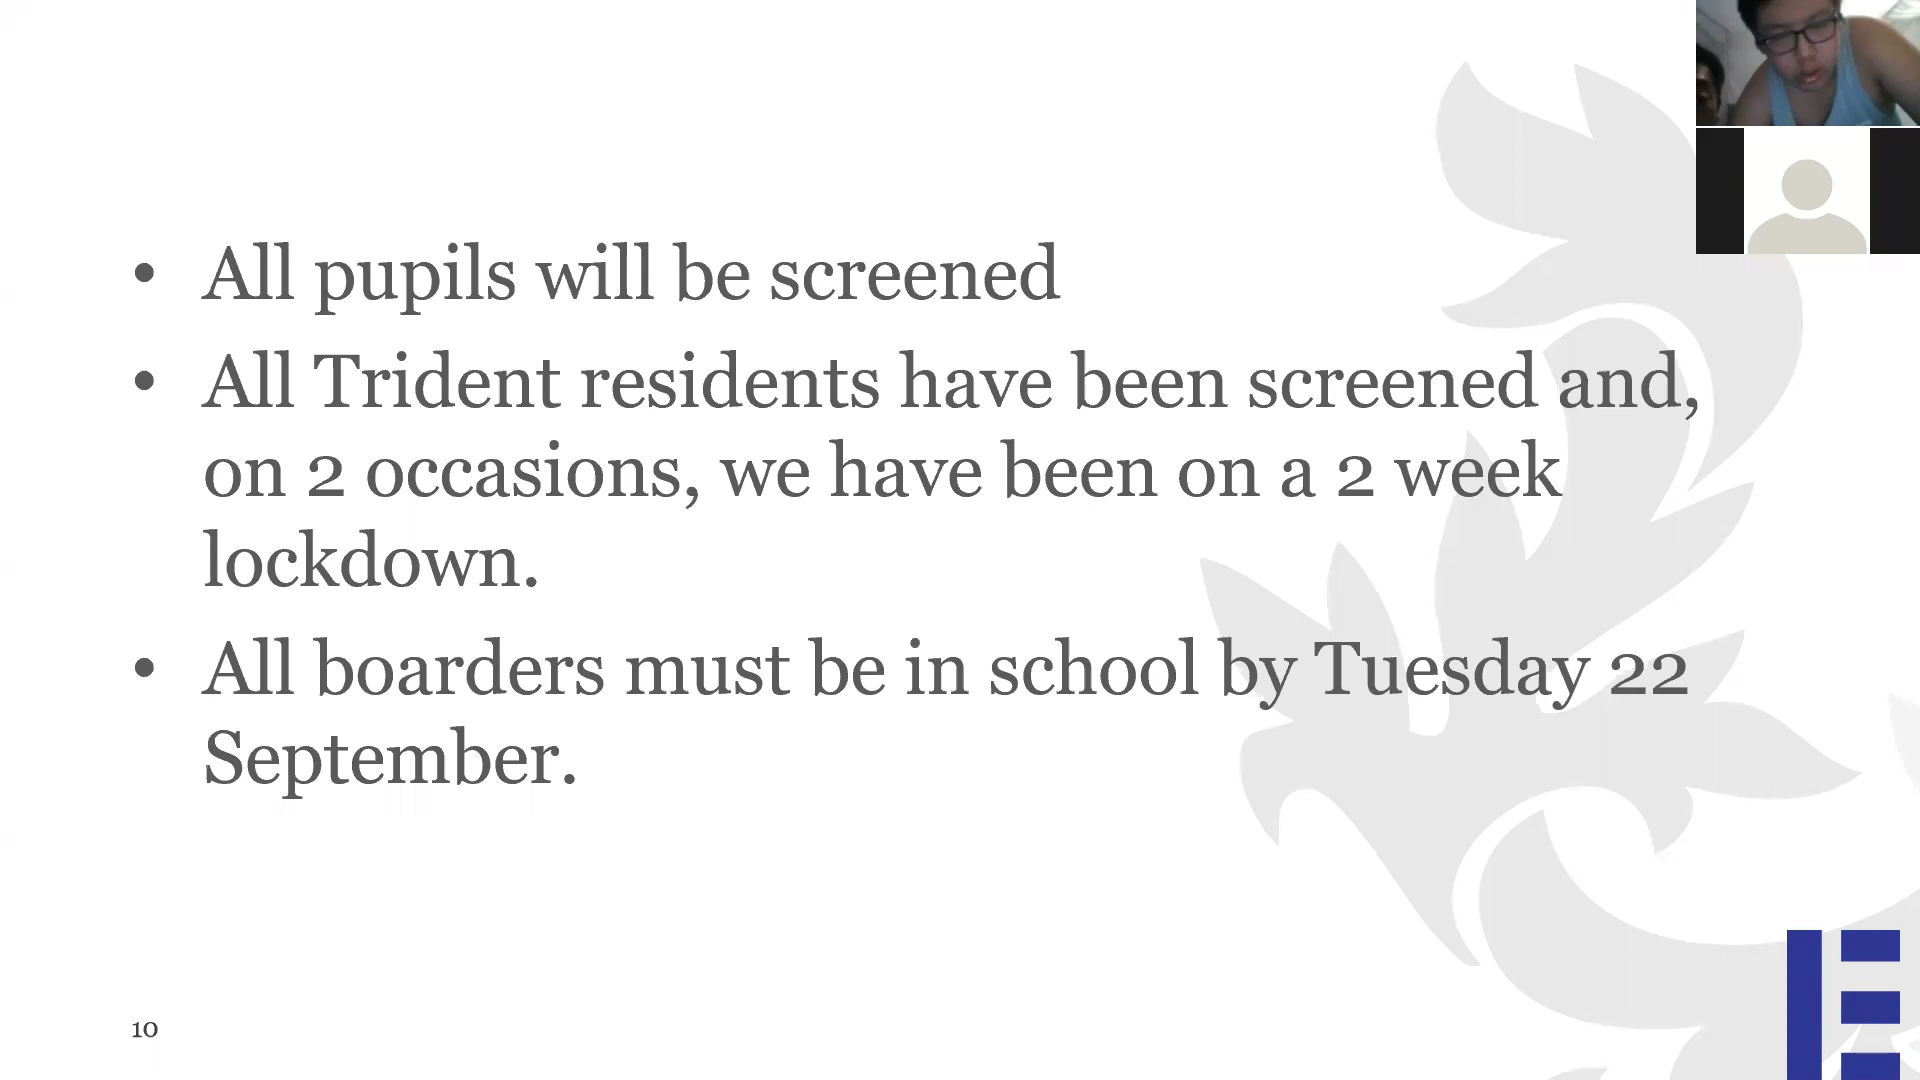 • All pupils will be screened
• All Trident residents have been screened and,
on 2 occasions, we have been on a 2 week
lockdown.
• All boarders must be in school by Tuesday 22
September.
10